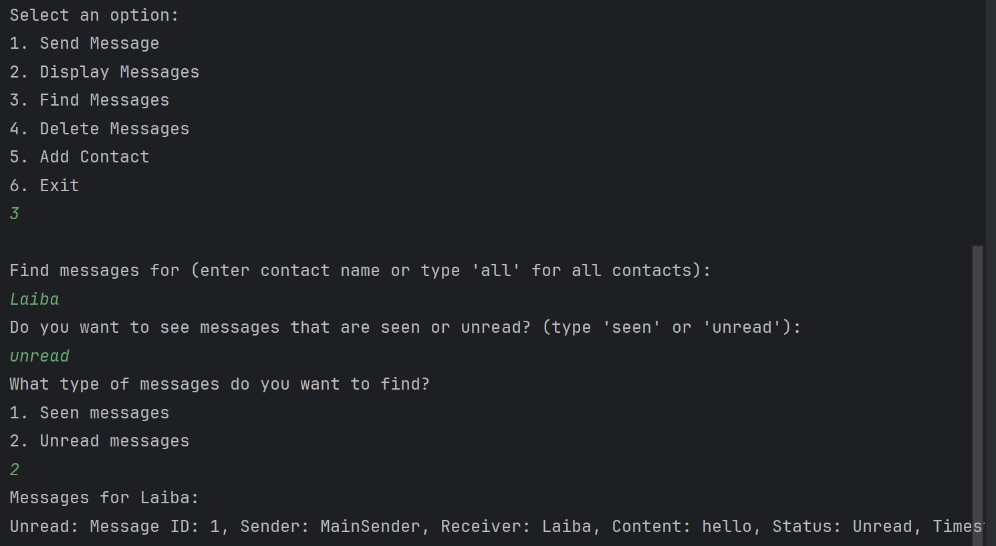 Select an option:
1. Send Message
2. Display Messages
3. Find Messages
4. Delete Messages
5. Add Contact
6. Exit
3
Find messages for (enter contact name or type 'all' for all contacts):
Laiba
Do you want to see messages that are seen or unread? (type 'seen' or 'unread'):
unread
What type of messages do you want to find?
1. Seen messages
2. Unread messages
2
Messages for Laiba:
Unread: Message ID: 1, Sender: MainSender, Receiver: Laiba, Content: hello, Status: Unread,